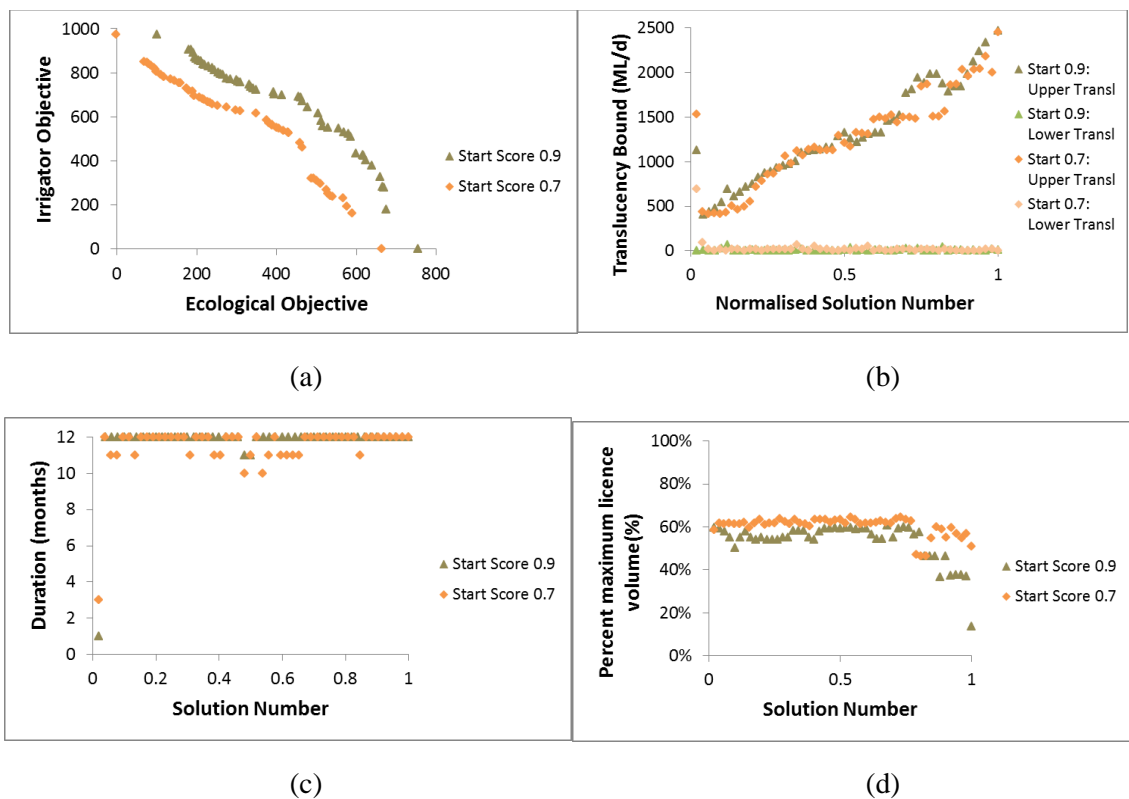 1000
800
600
400
200
0
0
200
400
600
800
Irrigator Objective
Ecological Objective
Start Score 0.9
Start Score 0.7
(a)
2500
2000
1500
1000
500
0
0
0.5
1
Translucency Bound (ML/d)
Normalised Solution Number
Start 0.9:
Upper Transl
Start 0.9:
Lower Transl
Start 0.7:
Upper Transl
Start 0.7:
Lower Transl
(b)
12
10
8
6
4
2
0
0
0.2
0.4
0.6
0.8
1
Duration (months)
Solution Number
Start Score 0.9
Start Score 0.7
(c)
100%
80%
60%
40%
20%
0%
0
0.5
1
Percent maximum licence
volume(%)
Solution Number
Start Score 0.9
Start Score 0.7
(d)